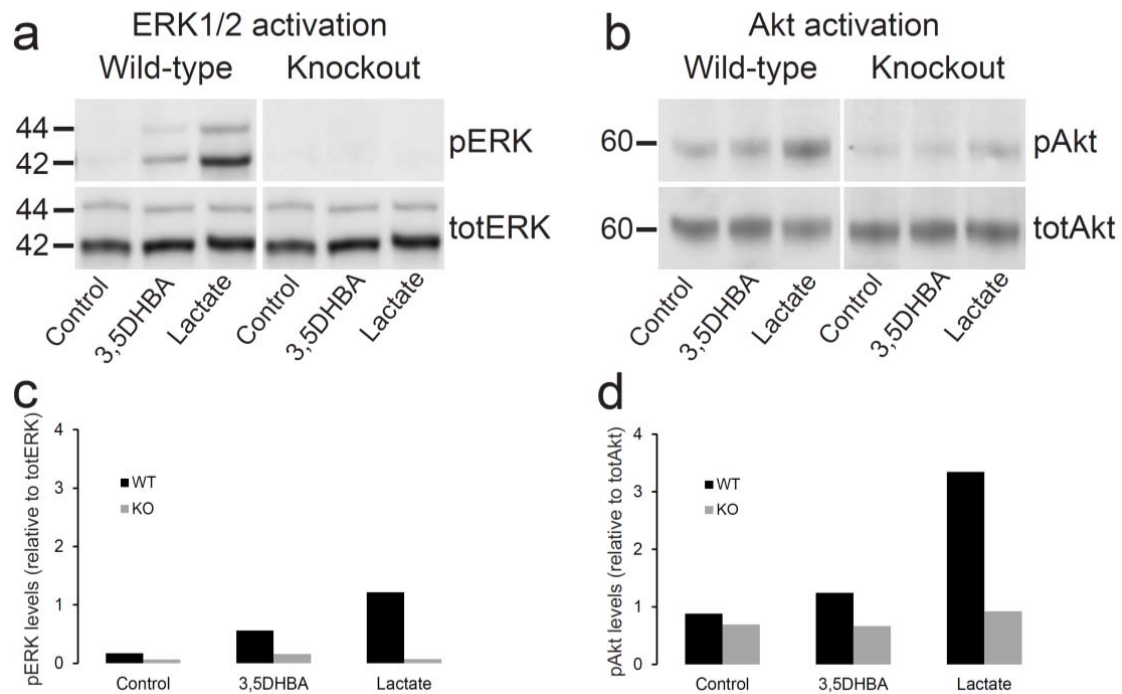 a
ERK1/2 activation
Wild-type Knockout
44
42
pERK
44
42
totERK
Control 3,5DHBA Lactate Control 3,5DHBA Lactate
b
Akt activation
Wild-type Knockout
60
pAkt
60
totAkt
Control 3,5DHBA Lactate Control 3,5DHBA Lactate
c
pERK levels (relative to totERK)
4
3
2
1
0
WT
KO
Control 3,5DHBA Lactate
d
pAkt levels (relative to totAkt)
4
3
2
1
0
WT
KO
Control 3,5DHBA Lactate